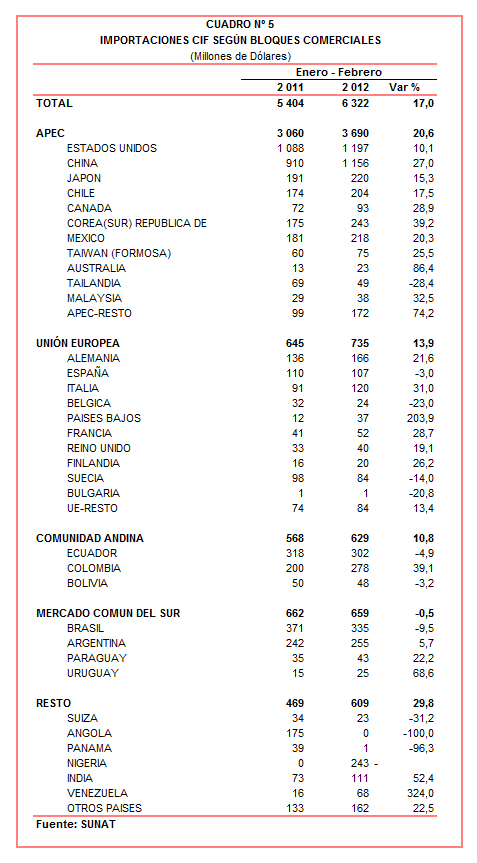 CUADRO Nº 5
IMPORTACIONES CIF SEGÚN BLOQUES COMERCIALES
(Millones de Dólares)
Enero - Febrero
2 011 2 012 Var %
TOTAL 5 404 6 322 17,0
APEC 3 060 3 690 20,6
ESTADOS UNIDOS 1 088 1 197 10,1
CHINA 910 1 156 27,0
JAPON 191 220 15,3
CHILE 174 204 17,5
CANADA 72 93 28,9
COREA(SUR) REPUBLICA DE 175 243 39,2
MEXICO 181 218 20,3
TAIWAN (FORMOSA) 60 75 25,5
AUSTRALIA 13 23 86,4
TAILANDIA 69 49 -28,4
MALAYSIA 29 38 32,5
APEC-RESTO 99 172 74,2
UNIÓN EUROPEA 645 735 13,9
ALEMANIA 136 166 21,6
ESPAÑA 110 107 -3,0
ITALIA 91 120 31,0
BELGICA 32 24 -23,0
PAISES BAJOS 12 37 203,9
FRANCIA 41 52 28,7
REINO UNIDO 33 40 19,1
FINLANDIA 16 20 26,2
SUECIA 98 84 -14,0
BULGARIA 1 1 -20,8
UE-RESTO 74 84 13,4
COMUNIDAD ANDINA 568 629 10,8
ECUADOR 318 302 -4,9
COLOMBIA 200 278 39,1
BOLIVIA 50 48 -3,2
MERCADO COMUN DEL SUR 662 659 -0,5
BRASIL 371 335 -9,5
ARGENTINA 242 255 5,7
PARAGUAY 35 43 22,2
URUGUAY 15 25 68,6
RESTO 469 609 29,8
SUIZA 34 23 -31,2
ANGOLA 175 0 -100,0
PANAMA 39 1 -96,3
NIGERIA 0 243 -
INDIA 73 111 52,4
VENEZUELA 16 68 324,0
OTROS PAISES 133 162 22,5
Fuente: SUNAT